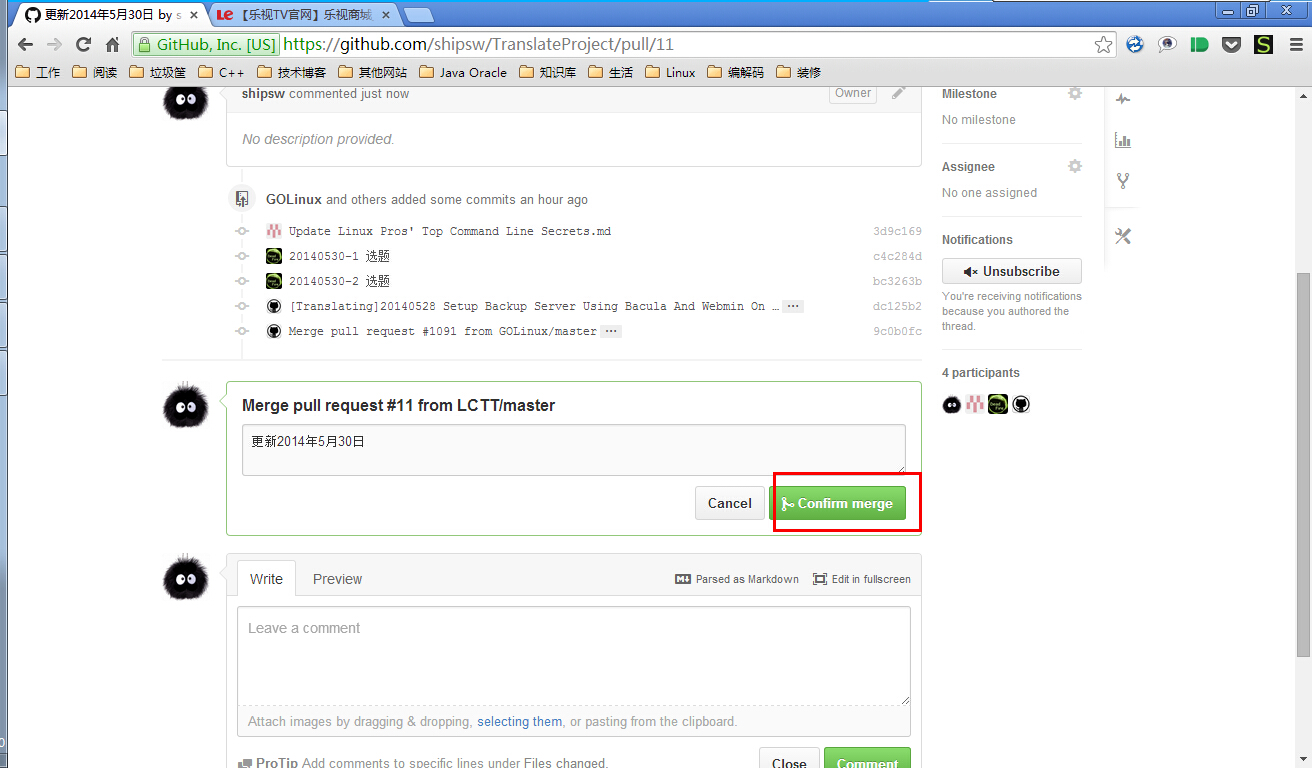 更新2014年5月30日 by s
【乐视TV官网】乐视商城
GitHub, Inc. [US] https://github.com/shipsw/TranslateProject/pull/11
工作 阅读 垃圾筐 C++ 技术博客 其他网站 Java Oracle 知识库 生活 Linux 编解码 装修
shipsw commented just now Owner
No description provided.
GOLinux and others added some commits an hour ago
Update Linux Pros' Top Command Line Secrets.md 3d9c169
20140530-1 选题 c4c284d
20140530-2 选题 bc3263b
[Translating]20140528 Setup Backup Server Using Bacula And Webmin On … ... dc125b2
Merge pull request #1091 from GOLinux/master ... 9c0b0fc
Merge pull request #11 from LCTT/master
更新2014年5月30日
Cancel Confirm merge
Write Preview Parsed as Markdown Edit in fullscreen
Leave a comment
Attach images by dragging & dropping, selecting them, or pasting from the clipboard.
ProTip Add comments to specific lines under Files changed.
Close Comment
Milestone
No milestone
Assignee
No one assigned
Notifications
Unsubscribe
You're receiving notifications
because you authored the
thread.
4 participants